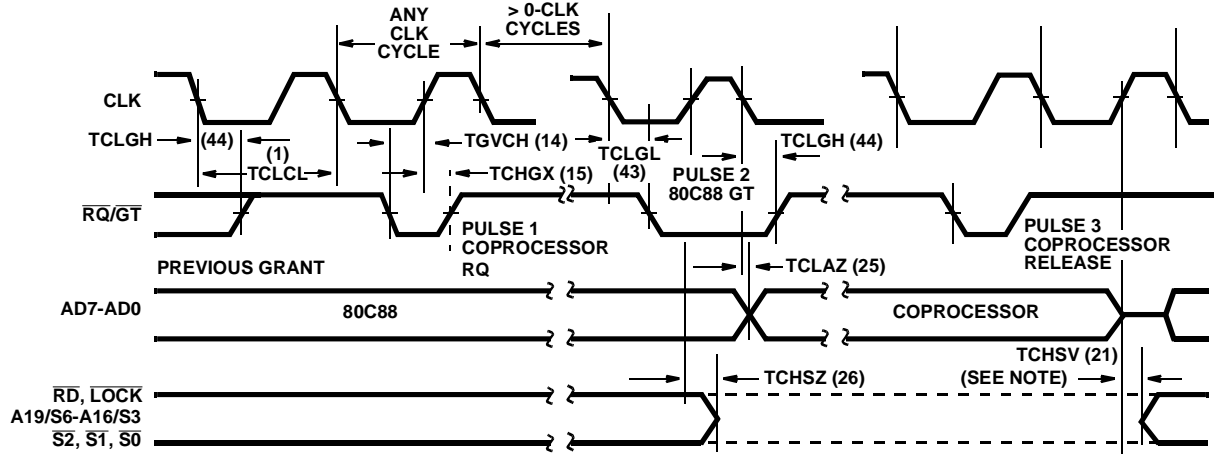 ANY
CLK
CYCLE
> 0-CLK
CYCLES
CLK
TCLGH
(44)
(1)
TCLCL
TGVCH (14)
TCHGX (15)
TCLGL
(43)
PULSE 2
80C88 GT
TCLGH (44)
RQ/GT
PREVIOUS GRANT
PULSE 1
COPROCESSOR
RQ
PULSE 3
COPROCESSOR
RELEASE
TCLAZ (25)
AD7-AD0
80C88
COPROCESSOR
TCHSV (21)
(SEE NOTE)
TCHSZ (26)
RD, LOCK
A19/S6-A16/S3
S2, S1, S0